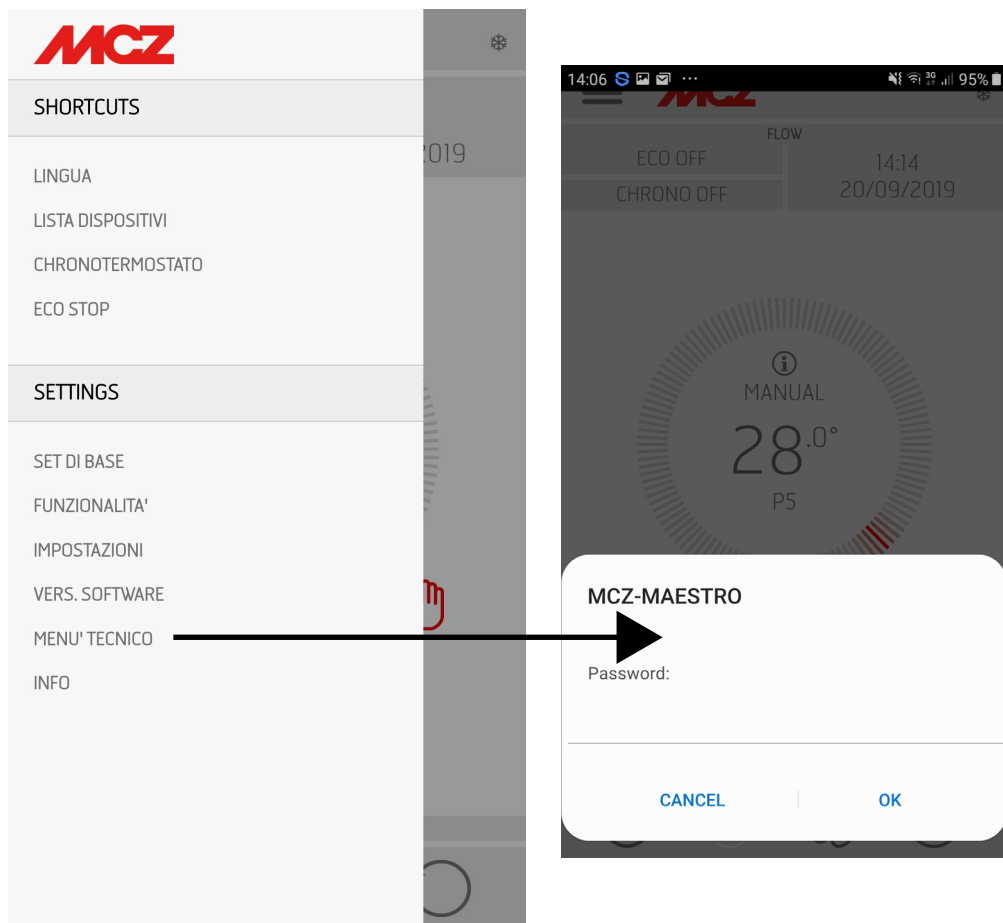 MCZ
SHORTCUTS
LINGUA
LISTA DISPOSITIVI
CHRONOTERMOSTATO
ECO STOP
SETTINGS
SET DI BASE
FUNZIONALITA'
IMPOSTAZIONI
VERS. SOFTWARE
MENU' TECNICO
INFO
2019
14:06 S ... 3G 95%
MCZ
FLOW
ECO OFF
CHRONO OFF
14:14
20/09/2019
MANUAL
28.0°
P5
MCZ-MAESTRO
Password:
CANCEL OK